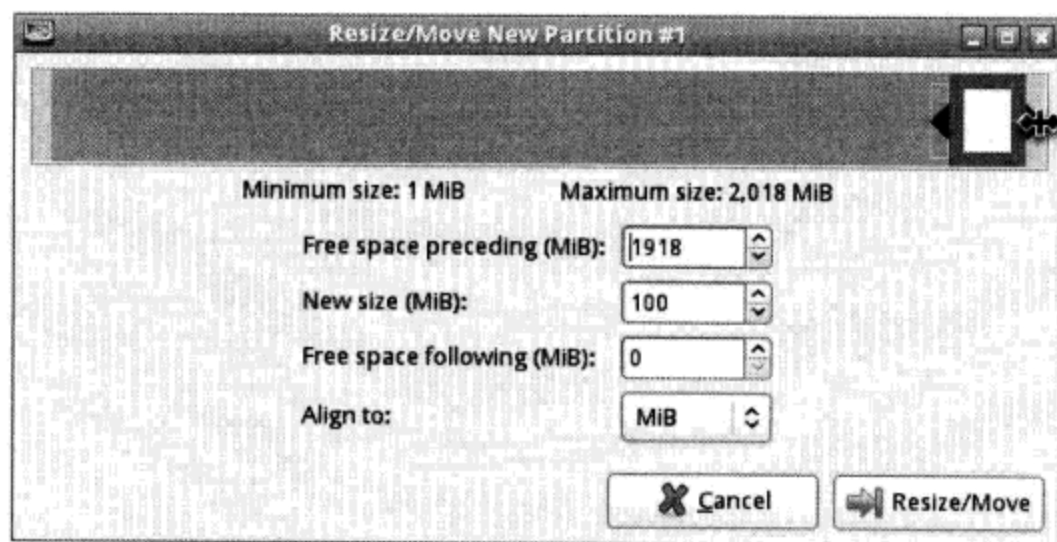 Resize/Move New Partition #1
Minimum size: 1 MiB Maximum size: 2,018 MiB
Free space preceding (MiB): 1918
New size (MiB): 100
Free space following (MiB): 0
Align to: MiB
Cancel Resize/Move